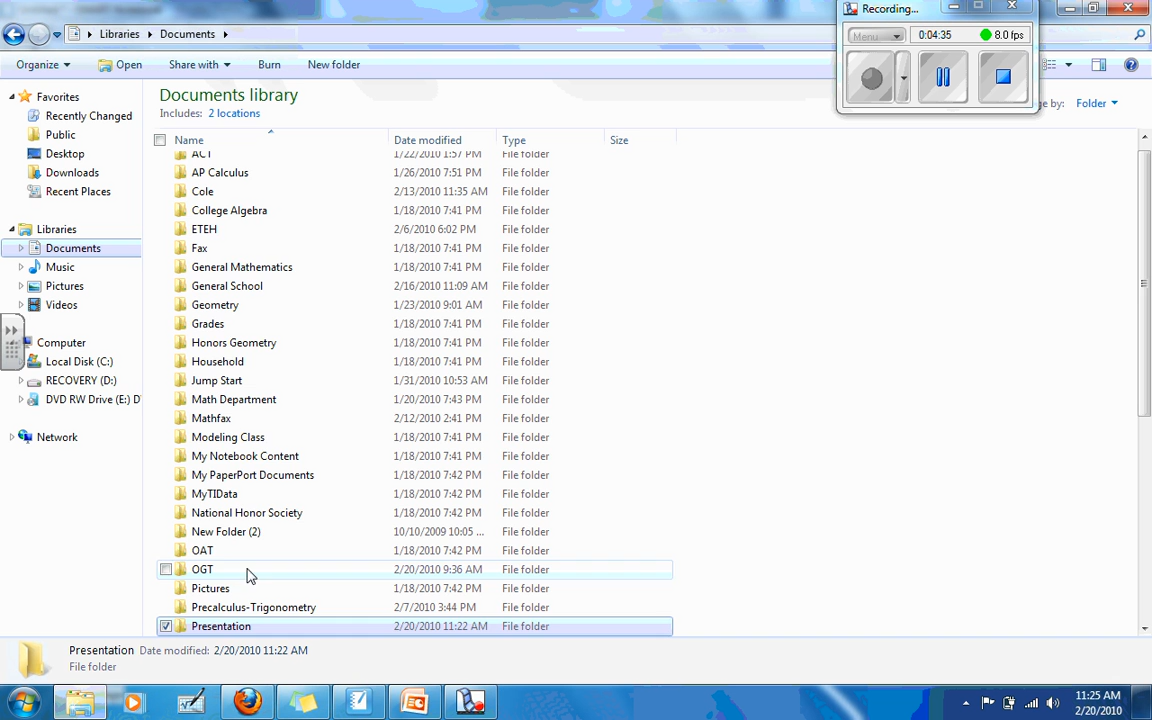 Recording...
Menu 0:04:35 8.0 fps
Libraries Documents
Organize Open Share with Burn New folder
Documents library
Includes: 2 locations
ge by: Folder
Favorites
Recently Changed
Public
Desktop
Downloads
Recent Places
Libraries
Documents
Music
Pictures
Videos
Computer
Local Disk (C:)
RECOVERY (D:)
DVD RW Drive (E:) D
Network
Name Date modified Type Size
ACT 1/22/2010 1:57 PM File folder
AP Calculus 1/26/2010 7:51 PM File folder
Cole 2/13/2010 11:35 AM File folder
College Algebra 1/18/2010 7:41 PM File folder
ETEH 2/6/2010 6:02 PM File folder
Fax 1/18/2010 7:41 PM File folder
General Mathematics 1/18/2010 7:41 PM File folder
General School 2/16/2010 11:09 AM File folder
Geometry 1/23/2010 9:01 AM File folder
Grades 1/18/2010 7:41 PM File folder
Honors Geometry 1/18/2010 7:41 PM File folder
Household 1/18/2010 7:41 PM File folder
Jump Start 1/31/2010 10:53 AM File folder
Math Department 1/20/2010 7:43 PM File folder
Mathfax 2/12/2010 2:41 PM File folder
Modeling Class 1/18/2010 7:41 PM File folder
My Notebook Content 1/18/2010 7:41 PM File folder
My PaperPort Documents 1/18/2010 7:42 PM File folder
MyTIData 1/18/2010 7:42 PM File folder
National Honor Society 1/18/2010 7:42 PM File folder
New Folder (2) 10/10/2009 10:05 ... File folder
OAT 1/18/2010 7:42 PM File folder
OGT 2/20/2010 9:36 AM File folder
Pictures 1/18/2010 7:42 PM File folder
Precalculus-Trigonometry 2/7/2010 3:44 PM File folder
Presentation 2/20/2010 11:22 AM File folder
Presentation Date modified: 2/20/2010 11:22 AM
File folder
11:25 AM
2/20/2010